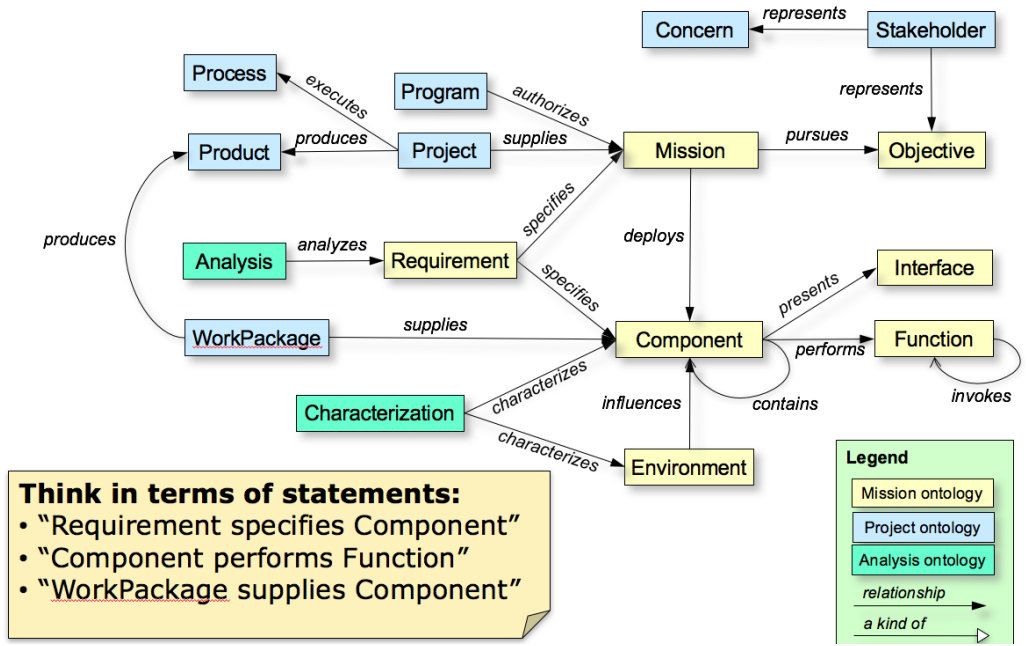 represents
Concern
Stakeholder
Process
executes
Program
authorizes
represents
produces
Product
Project
supplies
Mission
pursues
Objective
specifies
produces
deploys
analyzes
Analysis
Requirement
Interface
specifies
presents
supplies
WorkPackage
Component
performs
Function
characterizes
influences
contains
invokes
Characterization
characterizes
Environment
Legend
Mission ontology
Project ontology
Analysis ontology
relationship
a kind of
Think in terms of statements:
• “Requirement specifies Component”
• “Component performs Function”
• “WorkPackage supplies Component”